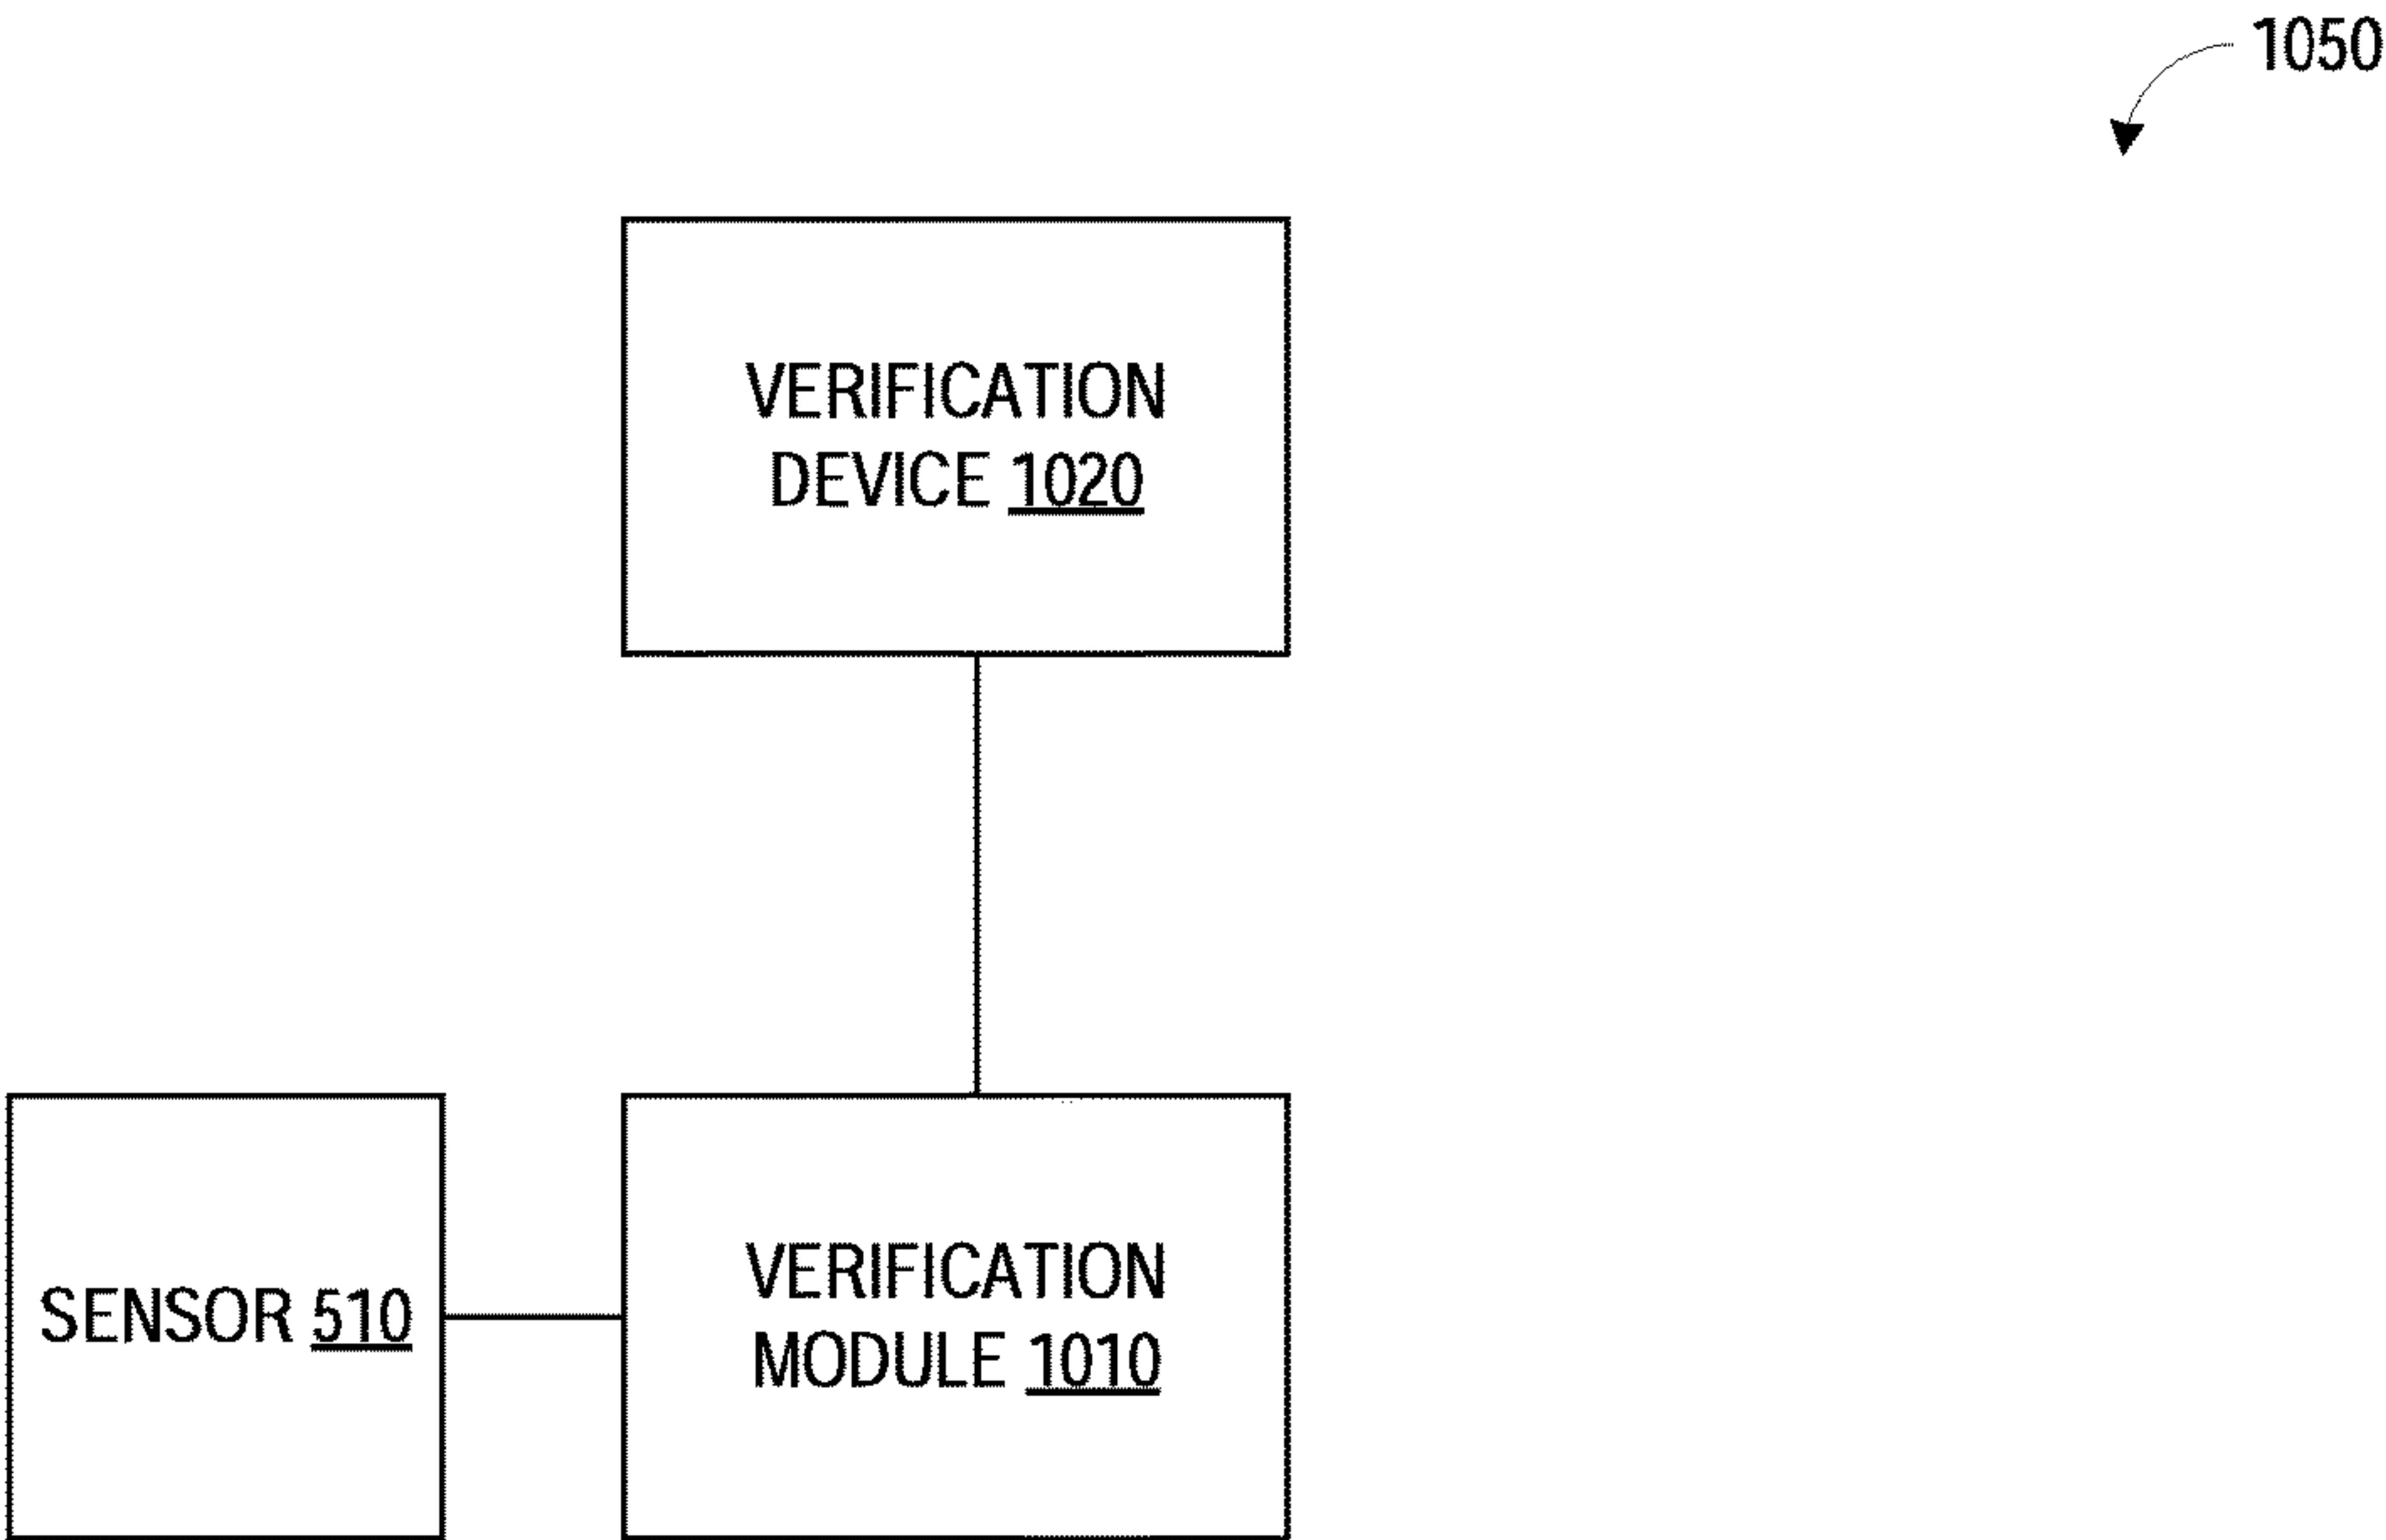 1050
VERIFICATION
DEVICE 1020
SENSOR 510
VERIFICATION
MODULE 1010